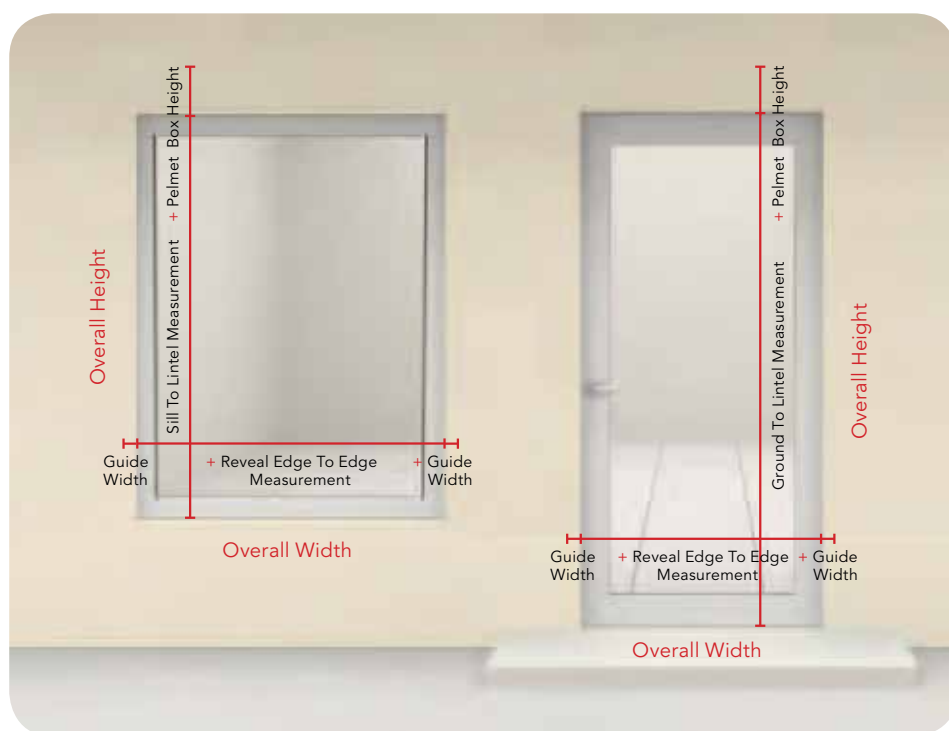 Overall Height
Sill To Lintel Measurement + Pelmet Box Height
Guide
Width
+ Reveal Edge To Edge
Measurement
+ Guide
Width
Overall Width
Ground To Lintel Measurement + Pelmet Box Height
Overall Height
Guide
Width
+ Reveal Edge To Edge
Measurement
+ Guide
Width
Overall Width